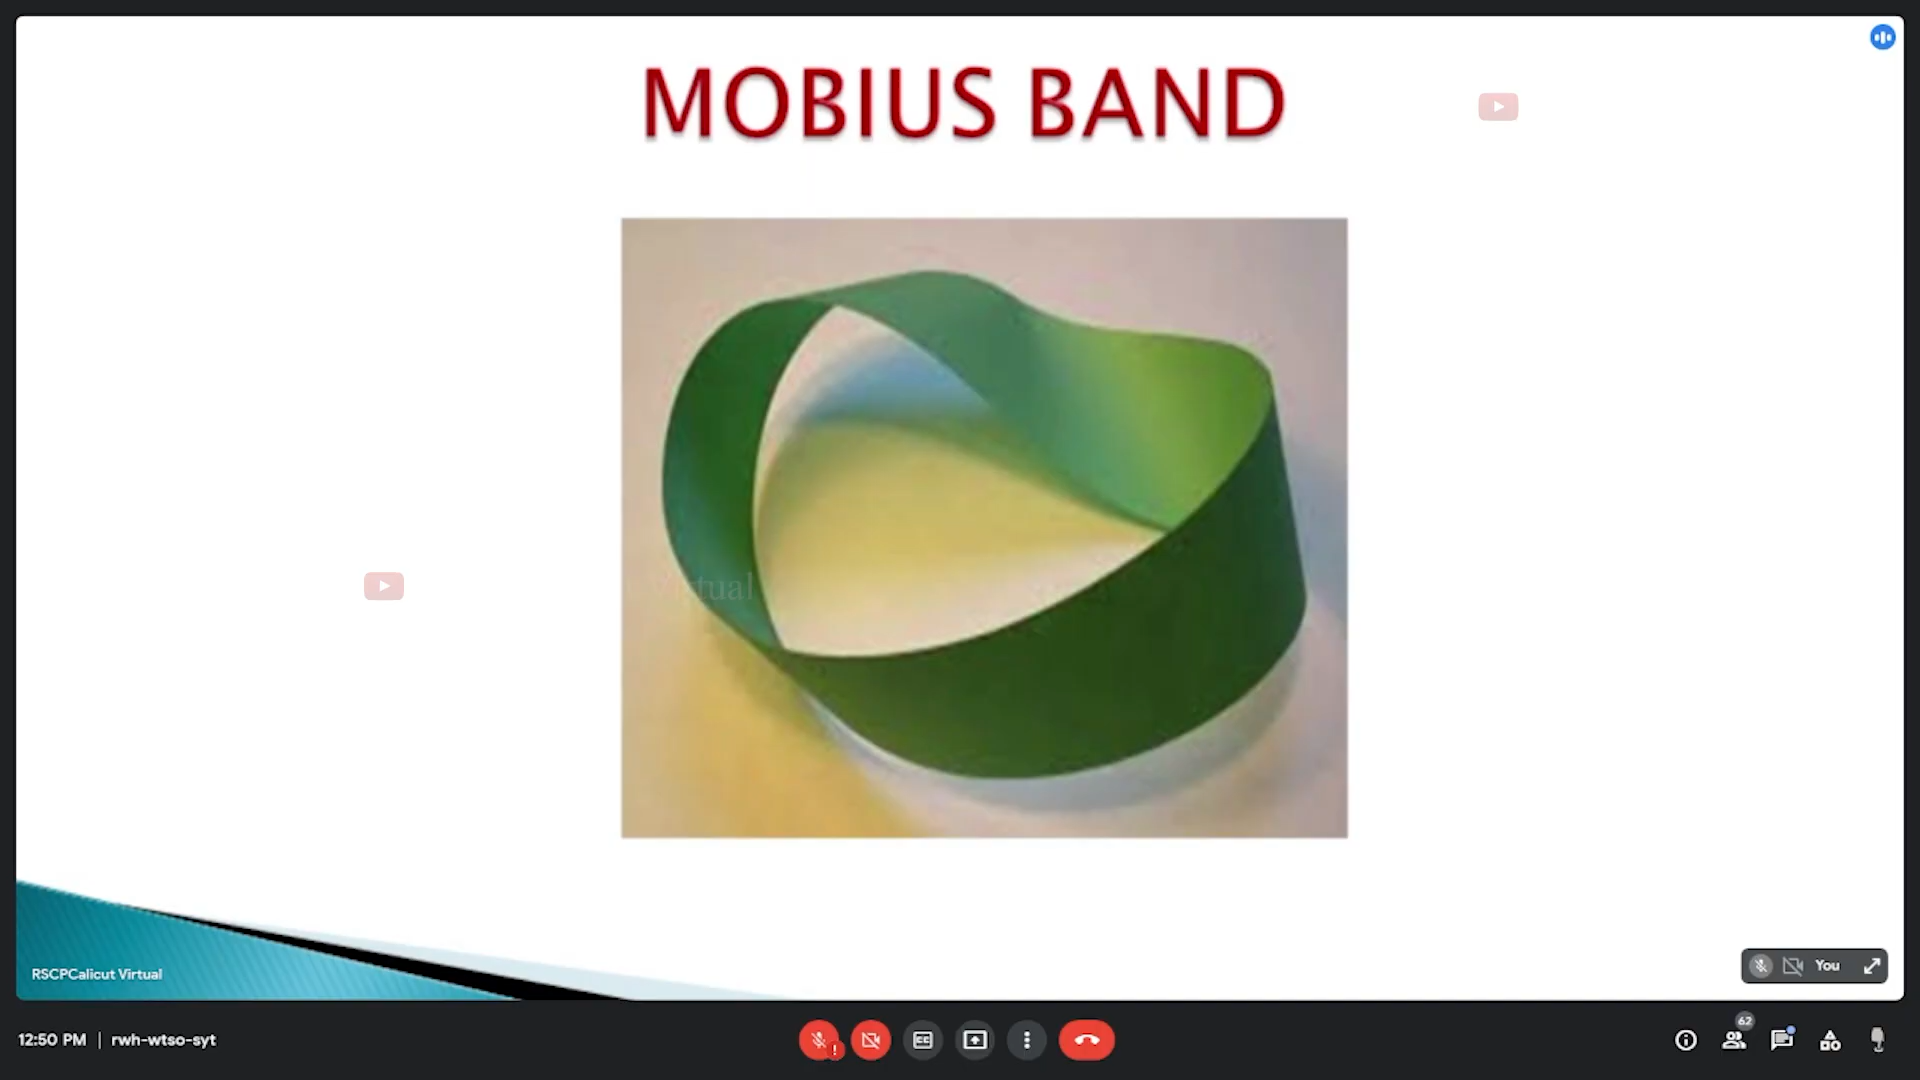 MOBIUS BAND
RSCPCalicut Virtual
You
12:50 PM | rwh-wtso-syt
62